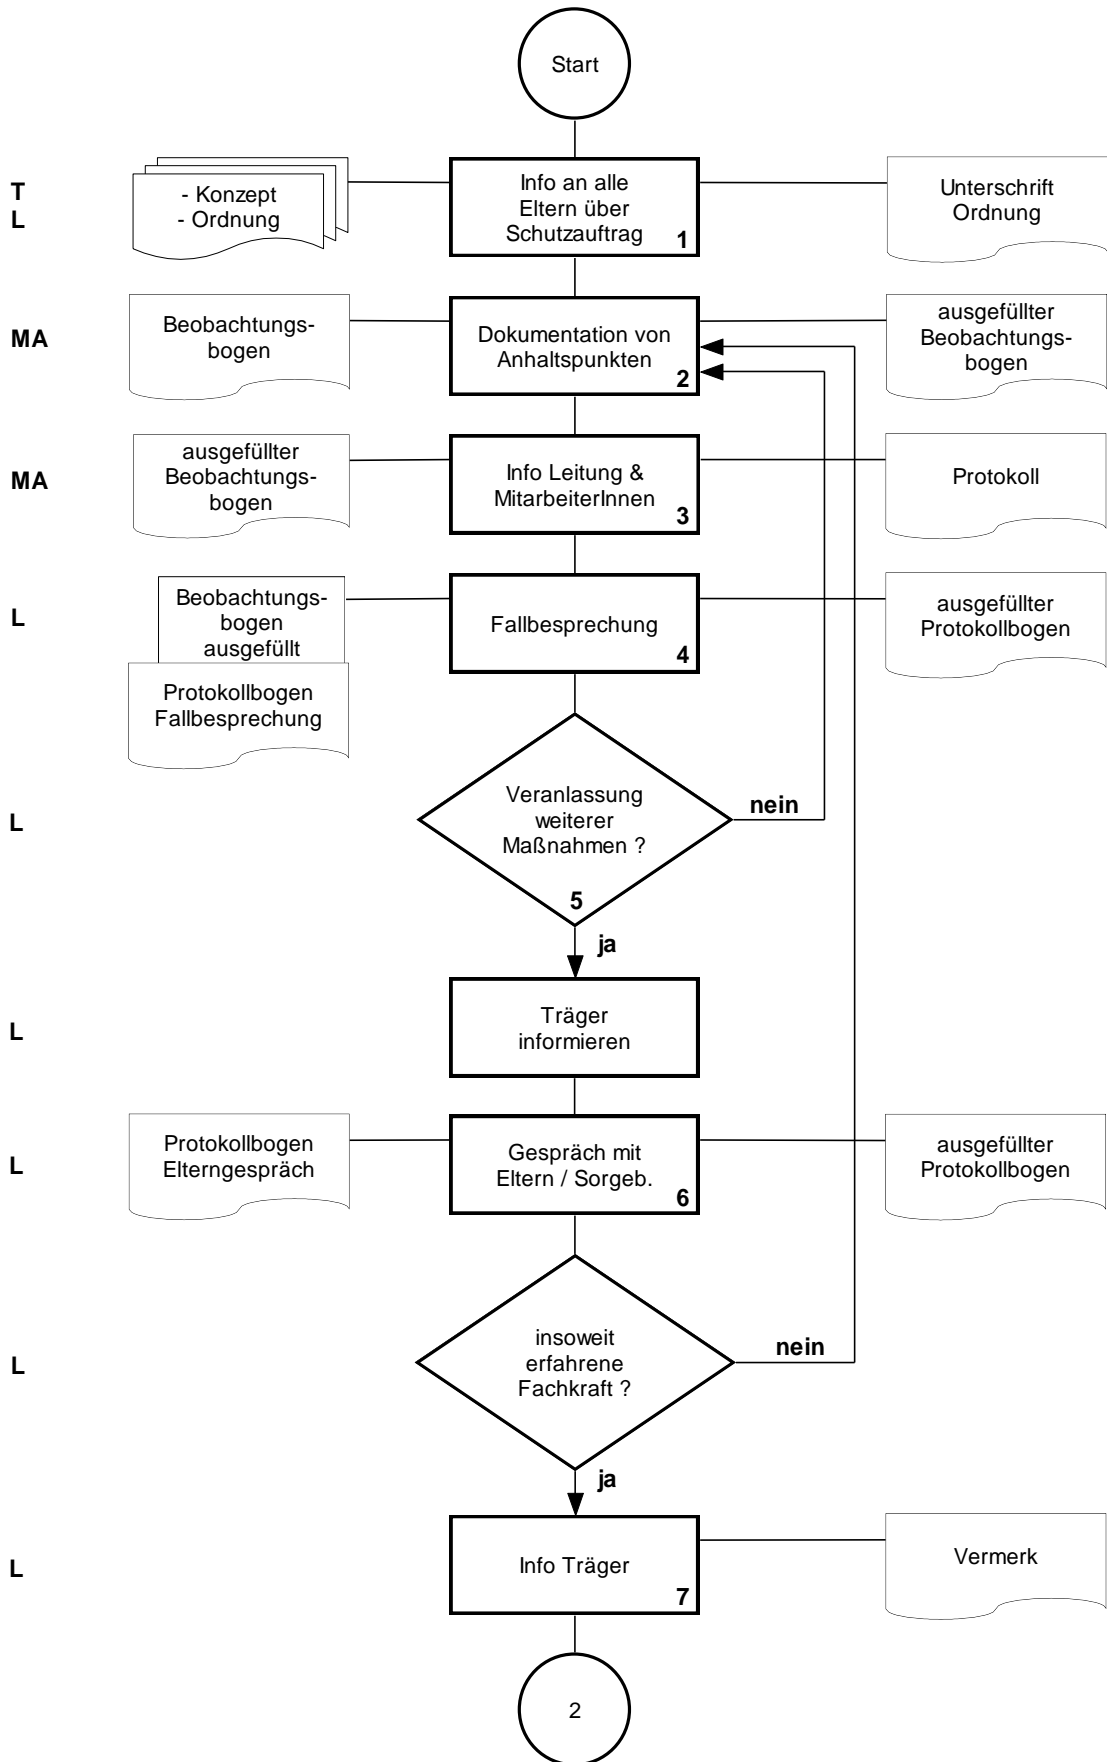 Start
T
L
- Konzept
- Ordnung
Info an alle
Eltern über
Schutzauftrag
1
Unterschrift
Ordnung
MA
Beobachtungs-
bogen
Dokumentation von
Anhaltspunkten
2
ausgefüllter
Beobachtungs-
bogen
MA
ausgefüllter
Beobachtungs-
bogen
Info Leitung &
MitarbeiterInnen
3
Protokoll
L
Beobachtungs-
bogen
ausgefüllt
Protokollbogen
Fallbesprechung
Fallbesprechung
4
ausgefüllter
Protokollbogen
L
Veranlassung
weiterer
Maßnahmen ?
5
nein
ja
L
Träger
informieren
L
Protokollbogen
Elterngespräch
Gespräch mit
Eltern / Sorgeb.
6
ausgefüllter
Protokollbogen
L
insoweit
erfahrene
Fachkraft ?
nein
ja
L
Info Träger
7
Vermerk
2